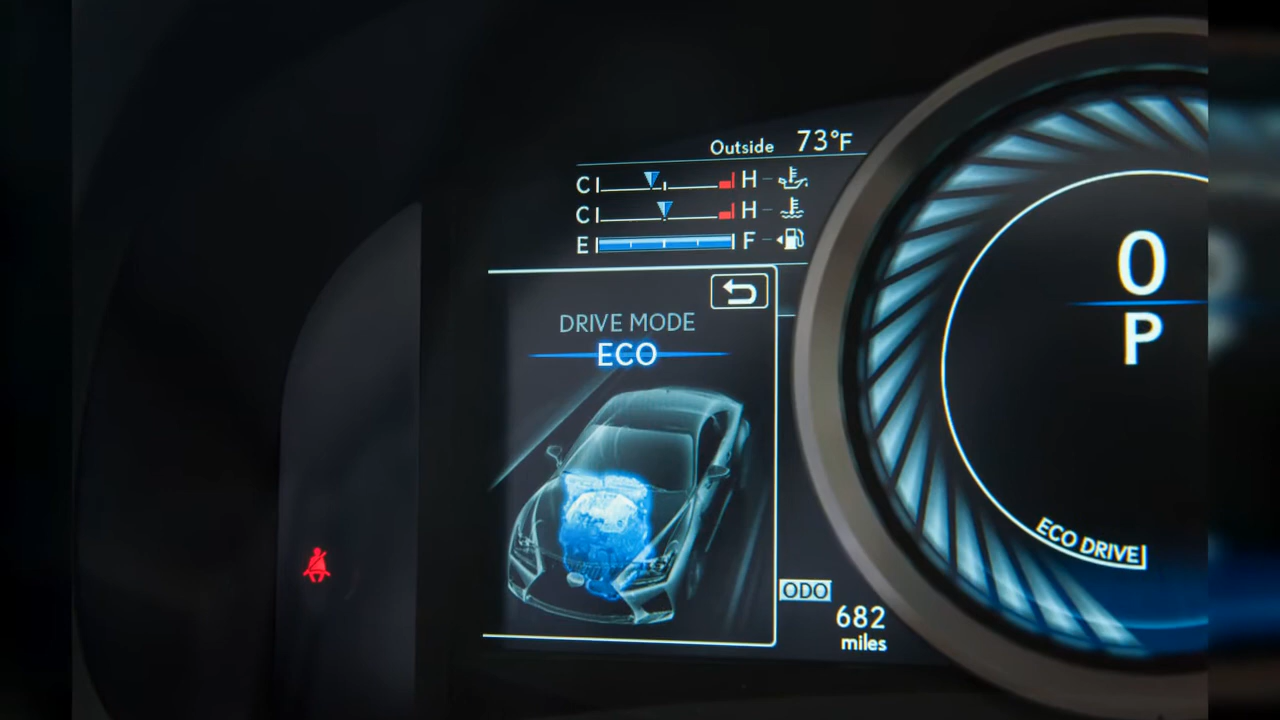 Outside 73°F
C H
C H
E F
DRIVE MODE
ECO
0
P
ECO DRIVE
ODO
682
miles